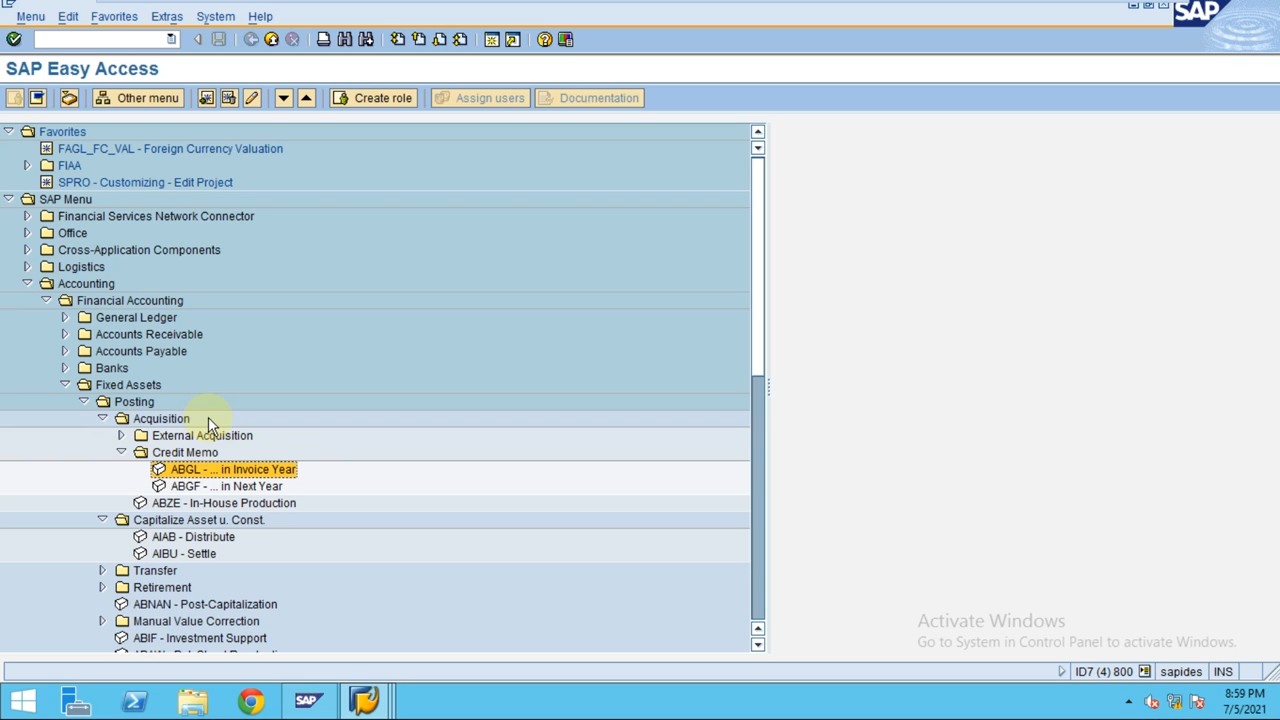 Menu Edit Favorites Extras System Help
SAP
SAP Easy Access
Other menu Create role Assign users Documentation
Favorites
FAGL_FC_VAL - Foreign Currency Valuation
FIAA
SPRO - Customizing - Edit Project
SAP Menu
Financial Services Network Connector
Office
Cross-Application Components
Logistics
Accounting
Financial Accounting
General Ledger
Accounts Receivable
Accounts Payable
Banks
Fixed Assets
Posting
Acquisition
External Acquisition
Credit Memo
ABGL - ... in Invoice Year
ABGF - ... in Next Year
ABZE - In-House Production
Capitalize Asset u. Const.
AIAB - Distribute
AIBU - Settle
Transfer
Retirement
ABNAN - Post-Capitalization
Manual Value Correction
ABIF - Investment Support
Activate Windows
Go to System in Control Panel to activate Windows.
ID7 (4) 800 sapides INS
SAP
8:59 PM
7/5/2021